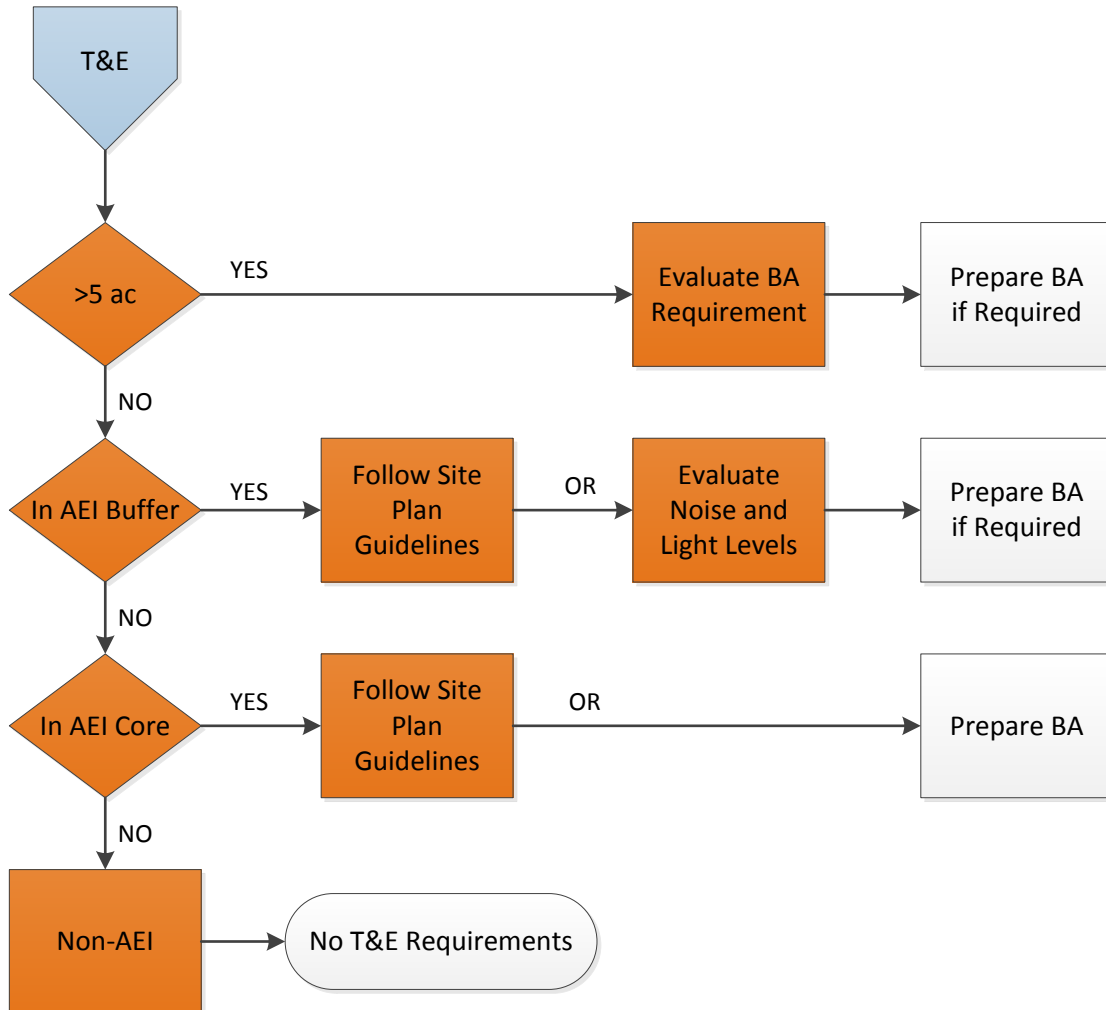 T&E
>5 ac
YES
Evaluate BA
Requirement
Prepare BA
if Required
NO
In AEI Buffer
YES
Follow Site
Plan
Guidelines
OR
Evaluate
Noise and
Light Levels
Prepare BA
if Required
NO
In AEI Core
YES
Follow Site
Plan
Guidelines
OR
Prepare BA
NO
Non-AEI
No T&E Requirements